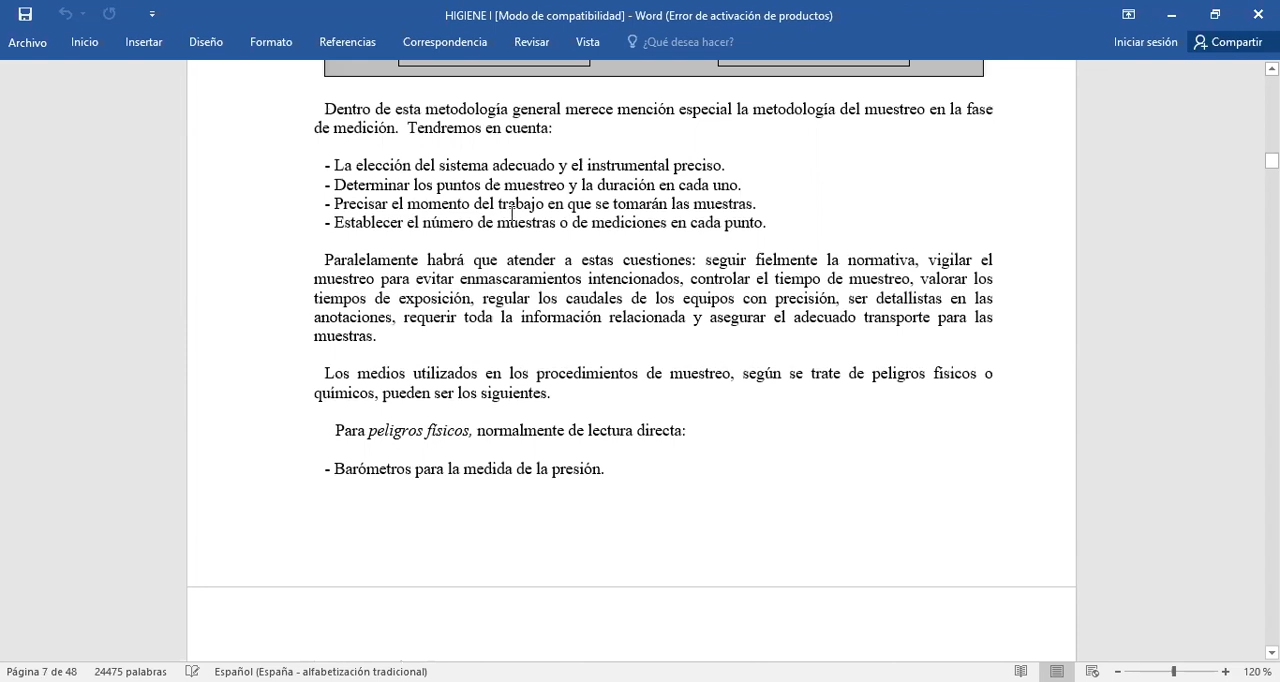 HIGIENE I [Modo de compatibilidad] - Word (Error de activación de productos)
Archivo Inicio Insertar Diseño Formato Referencias Correspondencia Revisar Vista ¿Qué desea hacer? Iniciar sesión Compartir
Dentro de esta metodología general merece mención especial la metodología del muestreo en la fase
de medición. Tendremos en cuenta:
- La elección del sistema adecuado y el instrumental preciso.
- Determinar los puntos de muestreo y la duración en cada uno.
- Precisar el momento del trabajo en que se tomarán las muestras.
- Establecer el número de muestras o de mediciones en cada punto.
Paralelamente habrá que atender a estas cuestiones: seguir fielmente la normativa, vigilar el
muestreo para evitar enmascaramientos intencionados, controlar el tiempo de muestreo, valorar los
tiempos de exposición, regular los caudales de los equipos con precisión, ser detallistas en las
anotaciones, requerir toda la información relacionada y asegurar el adecuado transporte para las
muestras.
Los medios utilizados en los procedimientos de muestreo, según se trate de peligros físicos o
químicos, pueden ser los siguientes.
Para peligros físicos, normalmente de lectura directa:
- Barómetros para la medida de la presión.
Página 7 de 48 24475 palabras Español (España - alfabetización tradicional) 120 %